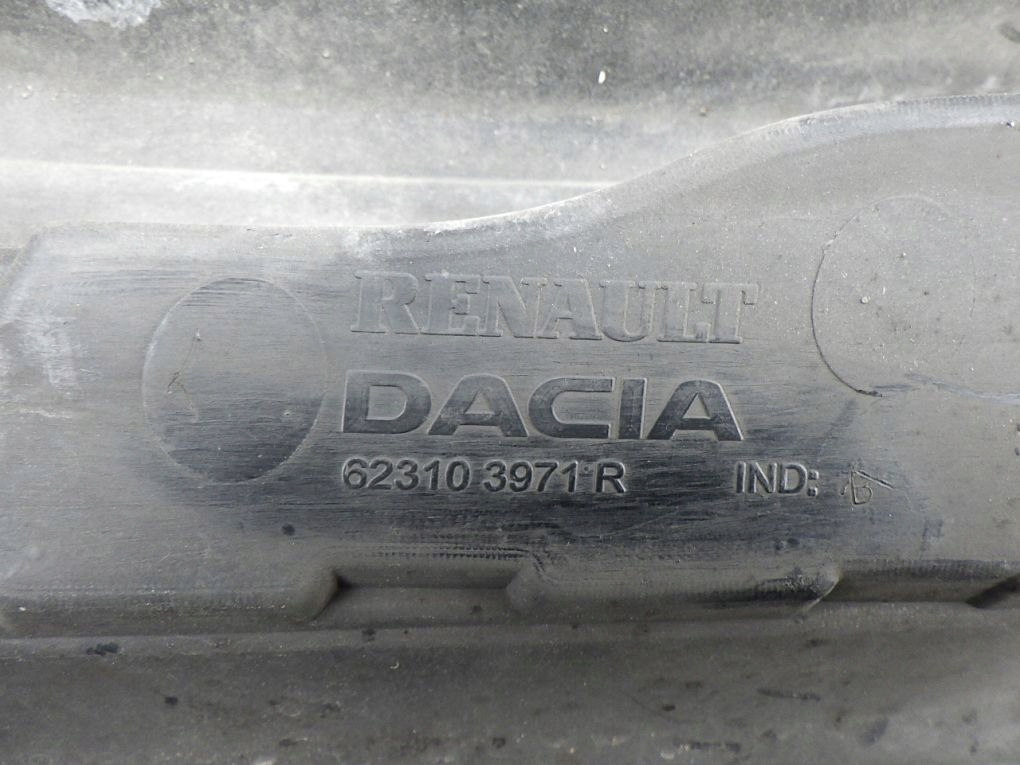 RENAULT
DACIA
62310 3971 R IND: B